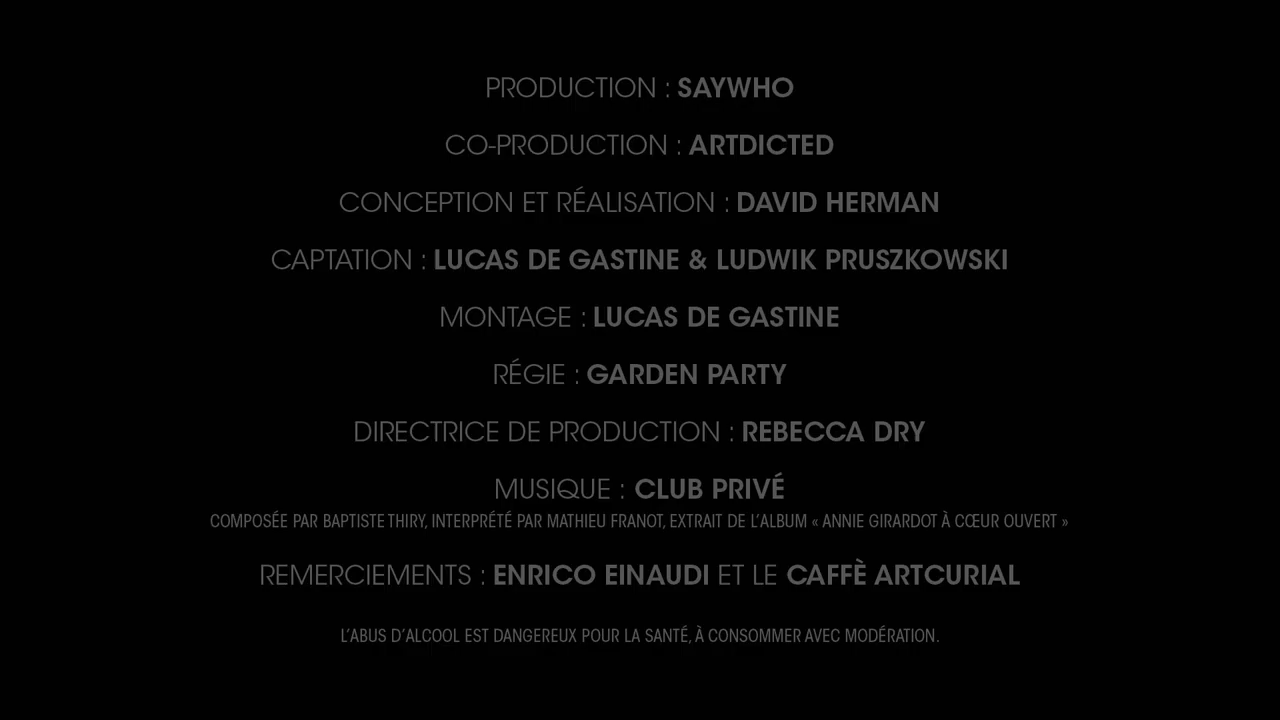 PRODUCTION : SAYWHO
CO-PRODUCTION : ARTDICTED
CONCEPTION ET RÉALISATION : DAVID HERMAN
CAPTATION : LUCAS DE GASTINE & LUDWIK PRUSZKOWSKI
MONTAGE : LUCAS DE GASTINE
RÉGIE : GARDEN PARTY
DIRECTRICE DE PRODUCTION : REBECCA DRY
MUSIQUE : CLUB PRIVÉ
COMPOSÉE PAR BAPTISTE THIRY, INTERPRÉTÉ PAR MATHIEU FRANOT, EXTRAIT DE L’ALBUM « ANNIE GIRARDOT À CŒUR OUVERT »
REMERCIEMENTS : ENRICO EINAUDI ET LE CAFFÈ ARTCURIAL
L’ABUS D’ALCOOL EST DANGEREUX POUR LA SANTÉ, À CONSOMMER AVEC MODÉRATION.